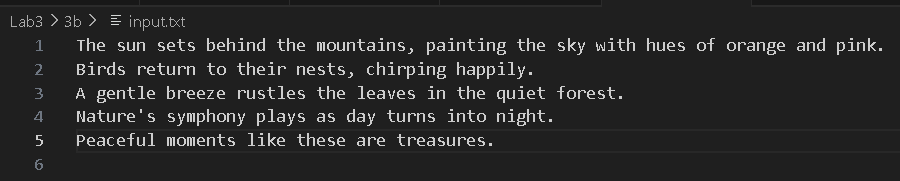 Lab3 > 3b > input.txt
1 The sun sets behind the mountains, painting the sky with hues of orange and pink.
2 Birds return to their nests, chirping happily.
3 A gentle breeze rustles the leaves in the quiet forest.
4 Nature's symphony plays as day turns into night.
5 Peaceful moments like these are treasures.
6